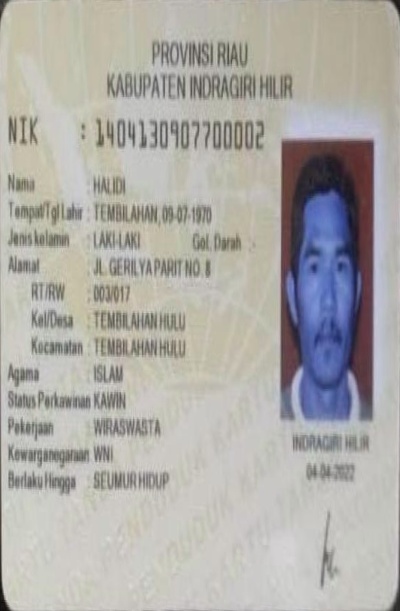 PROVINSI RIAU
KABUPATEN INDRAGIRI HILIR
NIK : 1404130907700002
Nama : HALIDI
Tempat/Tgl Lahir : TEMBILAHAN, 09-07-1970
Jenis kelamin : LAKI-LAKI Gol. Darah : -
Alamat : JL. GERILYA PARIT NO. 8
RT/RW : 003/017
Kel/Desa : TEMBILAHAN HULU
Kecamatan : TEMBILAHAN HULU
Agama : ISLAM
Status Perkawinan: KAWIN
Pekerjaan : WIRASWASTA
Kewarganegaraan: WNI
Berlaku Hingga : SEUMUR HIDUP
INDRAGIRI HILIR
04-04-2022